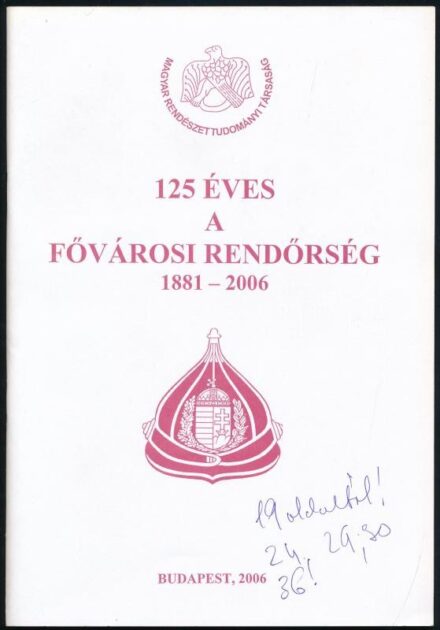 MAGYAR RENDÉSZETTUDOMÁNYI TÁRSASÁG
125 ÉVES
A
FŐVÁROSI RENDŐRSÉG
1881 – 2006
19 oldaltól!
24, 29, 30
36!
BUDAPEST, 2006